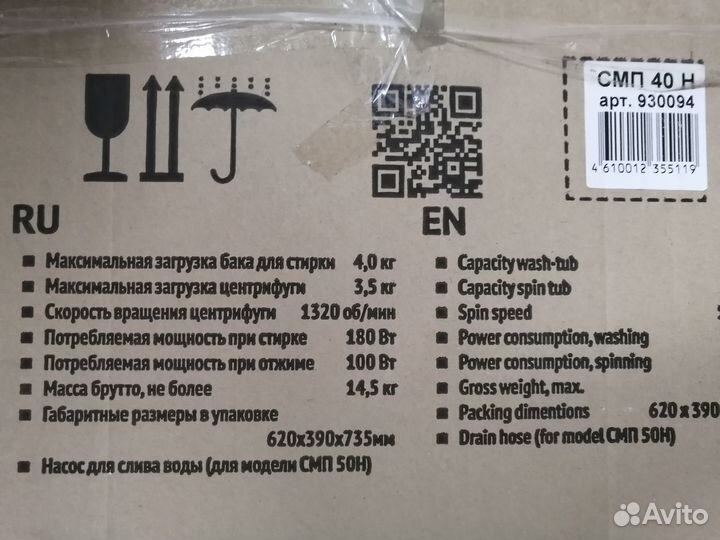 СМП 40 Н
арт. 930094
4 610012 355119
RU
Максимальная загрузка бака для стирки 4,0 кг
Максимальная загрузка центрифуги 3,5 кг
Скорость вращения центрифуги 1320 об/мин
Потребляемая мощность при стирке 180 Вт
Потребляемая мощность при отжиме 100 Вт
Масса брутто, не более 14,5 кг
Габаритные размеры в упаковке
620х390х735мм
Насос для слива воды (для модели СМП 50Н)
EN
Capacity wash-tub
Capacity spin tub
Spin speed
Power consumption, washing
Power consumption, spinning
Gross weight, max.
Packing dimentions 620 x 390
Drain hose (for model СМП 50Н)
Avito